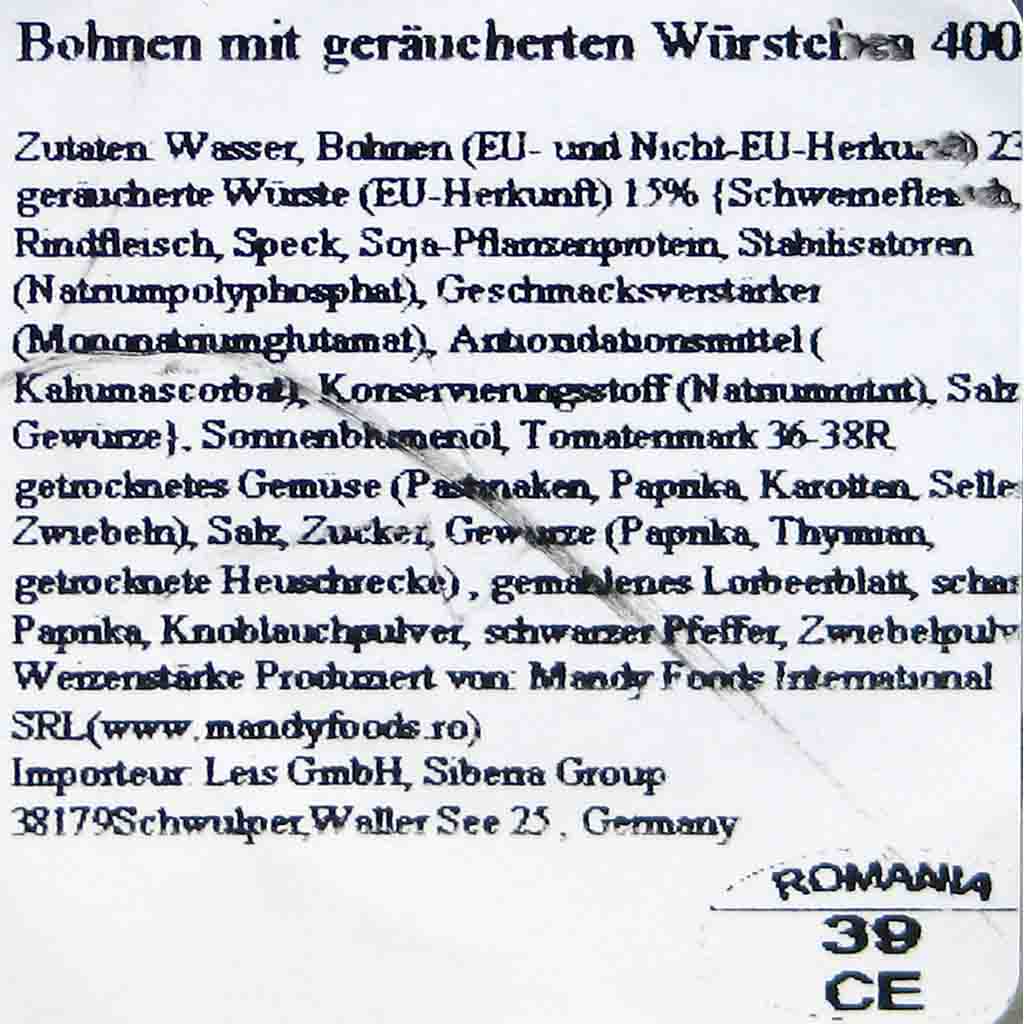 Bohnen mit geräucherten Würstchen 400
Zutaten: Wasser, Bohnen (EU- und Nicht-EU-Herkunft) 23
geräucherte Würste (EU-Herkunft) 15% {Schweinefleisch,
Rindfleisch, Speck, Soja-Pflanzenprotein, Stabilisatoren
(Natriumpolyphosphat), Geschmacksverstärker
(Mononatriumglutamat), Antioxidationsmittel (
Kaliumascorbat), Konservierungsstoff (Natriumnitrit), Salz
Gewürze}, Sonnenblumenöl, Tomatenmark 36-38R,
getrocknetes Gemüse (Pastinaken, Paprika, Karotten, Selle
Zwiebeln), Salz, Zucker, Gewürze (Paprika, Thymian,
getrocknete Heuschrecke), gemahlenes Lorbeerblatt, schar
Paprika, Knoblauchpulver, schwarzer Pfeffer, Zwiebelpulv
Weizenstärke Produziert von: Mandy Foods International
SRL(www.mandyfoods.ro)
Importeur: Leis GmbH, Sibena Group
38179Schwulper,Waller See 25, Germany
ROMANIA
39
CE